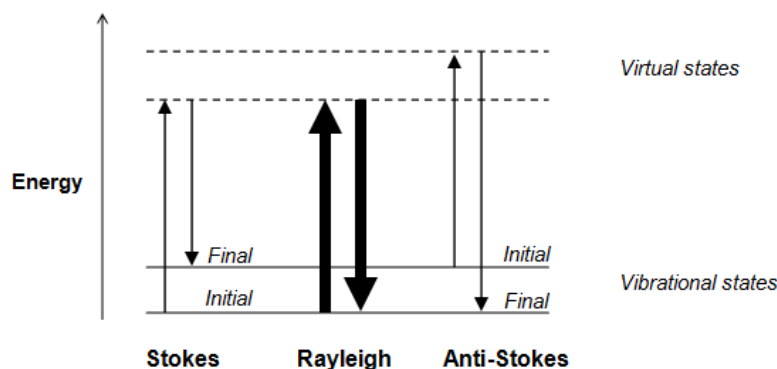 Virtual states
Energy
Final
Initial
Initial
Final
Vibrational states
Stokes
Rayleigh
Anti-Stokes